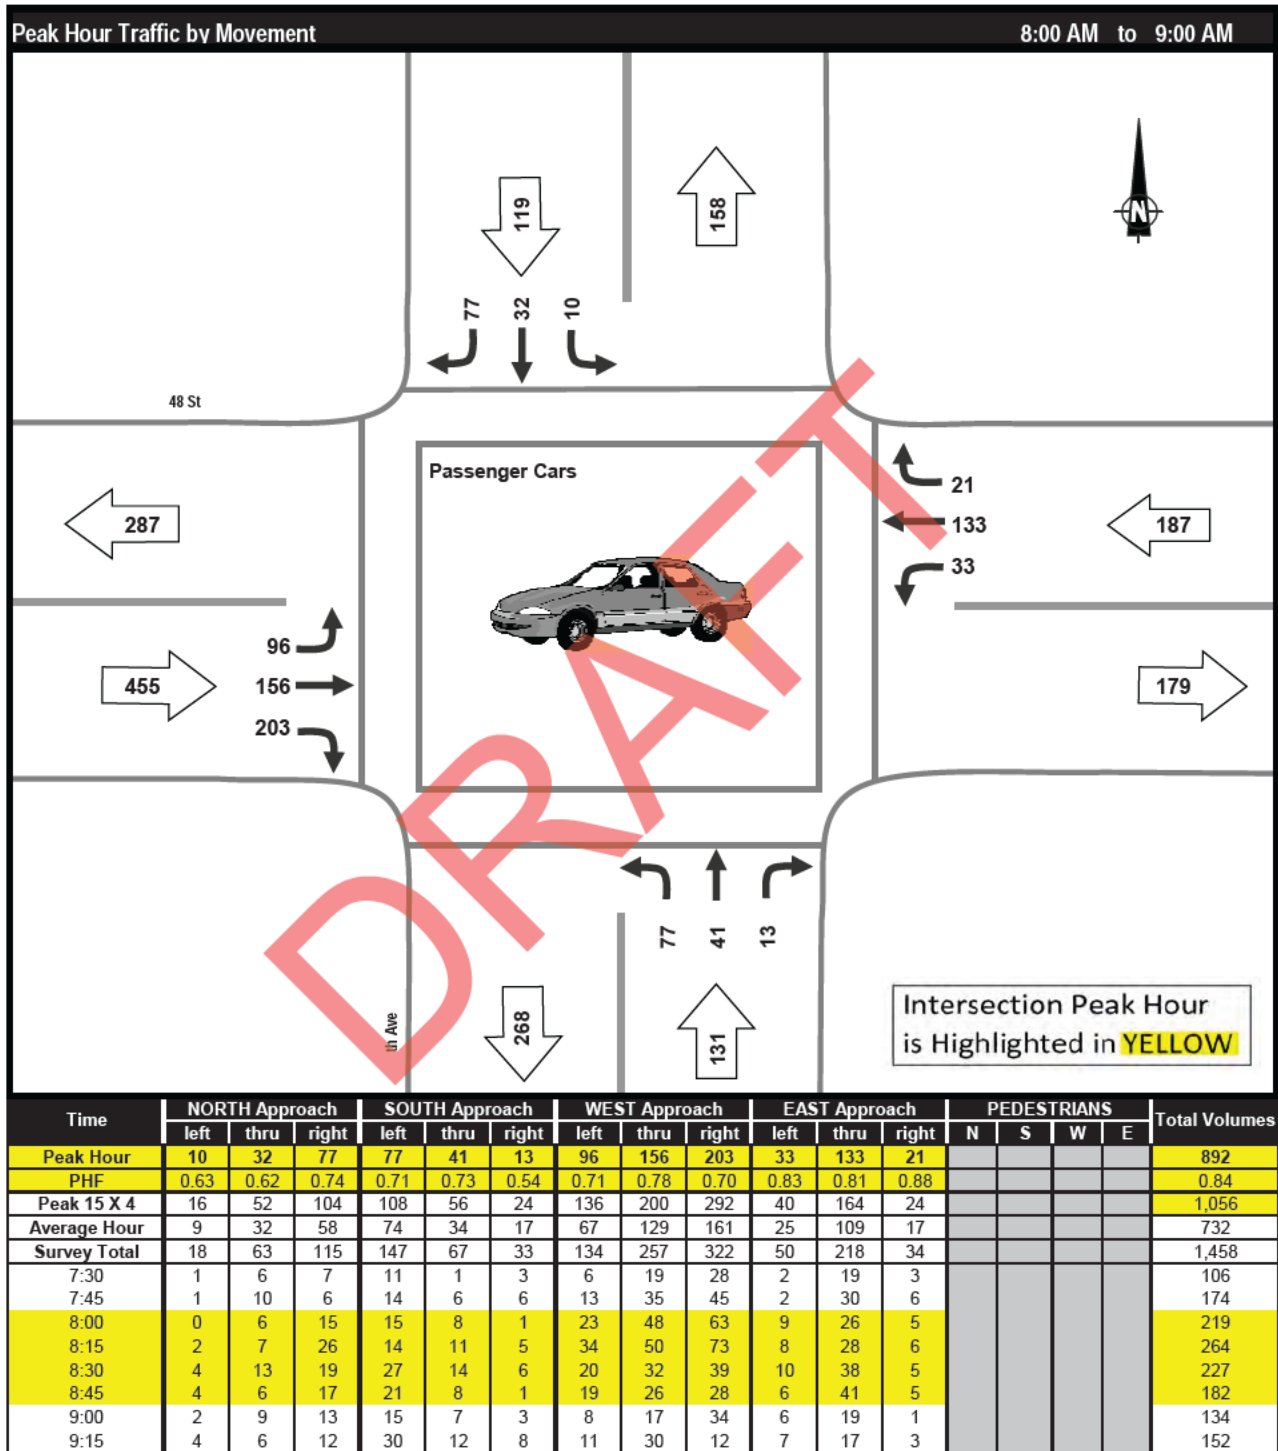 Peak Hour Traffic by Movement 8:00 AM to 9:00 AM
119
158
N
77 32 10
48 St
Passenger Cars
21
287
133
187
33
96
455
156
179
203
DRAFT
77 41 13
268
131
th Ave
Intersection Peak Hour
is Highlighted in YELLOW
Time NORTH Approach SOUTH Approach WEST Approach EAST Approach PEDESTRIANS Total Volumes
left thru right left thru right left thru right left thru right N S W E
Peak Hour 10 32 77 77 41 13 96 156 203 33 133 21 892
PHF 0.63 0.62 0.74 0.71 0.73 0.54 0.71 0.78 0.70 0.83 0.81 0.88 0.84
Peak 15 X 4 16 52 104 108 56 24 136 200 292 40 164 24 1,056
Average Hour 9 32 58 74 34 17 67 129 161 25 109 17 732
Survey Total 18 63 115 147 67 33 134 257 322 50 218 34 1,458
7:30 1 6 7 11 1 3 6 19 28 2 19 3 106
7:45 1 10 6 14 6 6 13 35 45 2 30 6 174
8:00 0 6 15 15 8 1 23 48 63 9 26 5 219
8:15 2 7 26 14 11 5 34 50 73 8 28 6 264
8:30 4 13 19 27 14 6 20 32 39 10 38 5 227
8:45 4 6 17 21 8 1 19 26 28 6 41 5 182
9:00 2 9 13 15 7 3 8 17 34 6 19 1 134
9:15 4 6 12 30 12 8 11 30 12 7 17 3 152